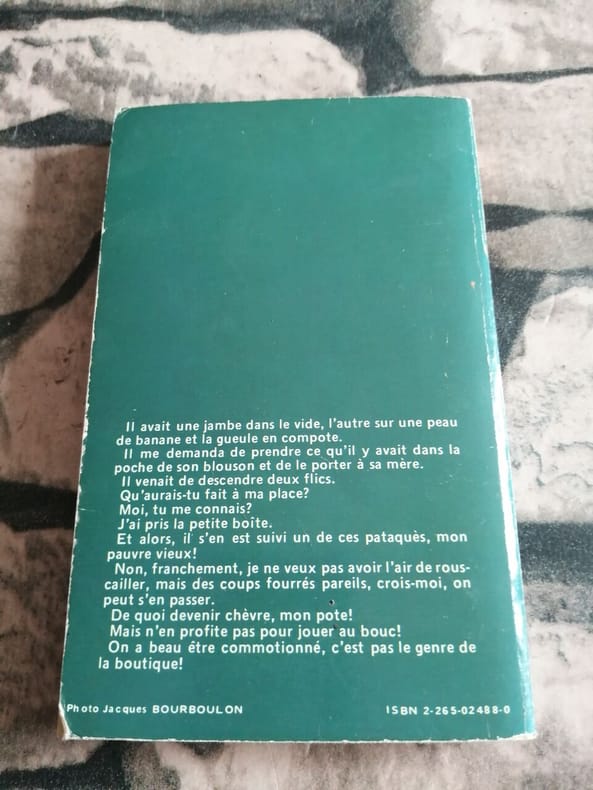 Il avait une jambe dans le vide, l'autre sur une peau
de banane et la gueule en compote.
Il me demanda de prendre ce qu'il y avait dans la
poche de son blouson et de le porter à sa mère.
Il venait de descendre deux flics.
Qu'aurais-tu fait à ma place?
Moi, tu me connais?
J'ai pris la petite boîte.
Et alors, il s'en est suivi un de ces pataquès, mon
pauvre vieux!
Non, franchement, je ne veux pas avoir l'air de rous-
cailler, mais des coups fourrés pareils, crois-moi, on
peut s'en passer.
De quoi devenir chèvre, mon pote!
Mais n'en profite pas pour jouer au bouc!
On a beau être commotionné, c'est pas le genre de
la boutique!
Photo Jacques BOURBOULON
ISBN 2-265-02488-0